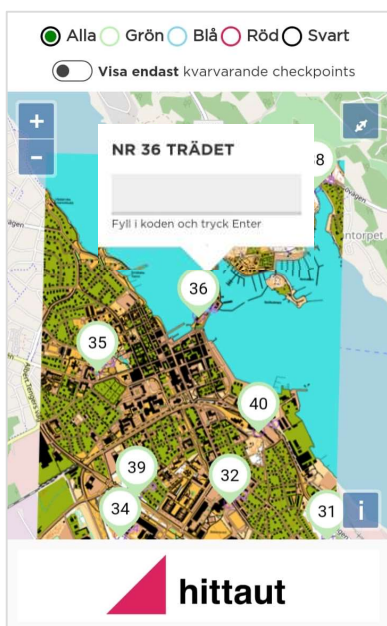 Alla Grön Blå Röd Svart
Visa endast kvarvarande checkpoints
+
-
NR 36 TRÄDET
Fyll i koden och tryck Enter
36
35
40
39
32
34
31
i
hittaut